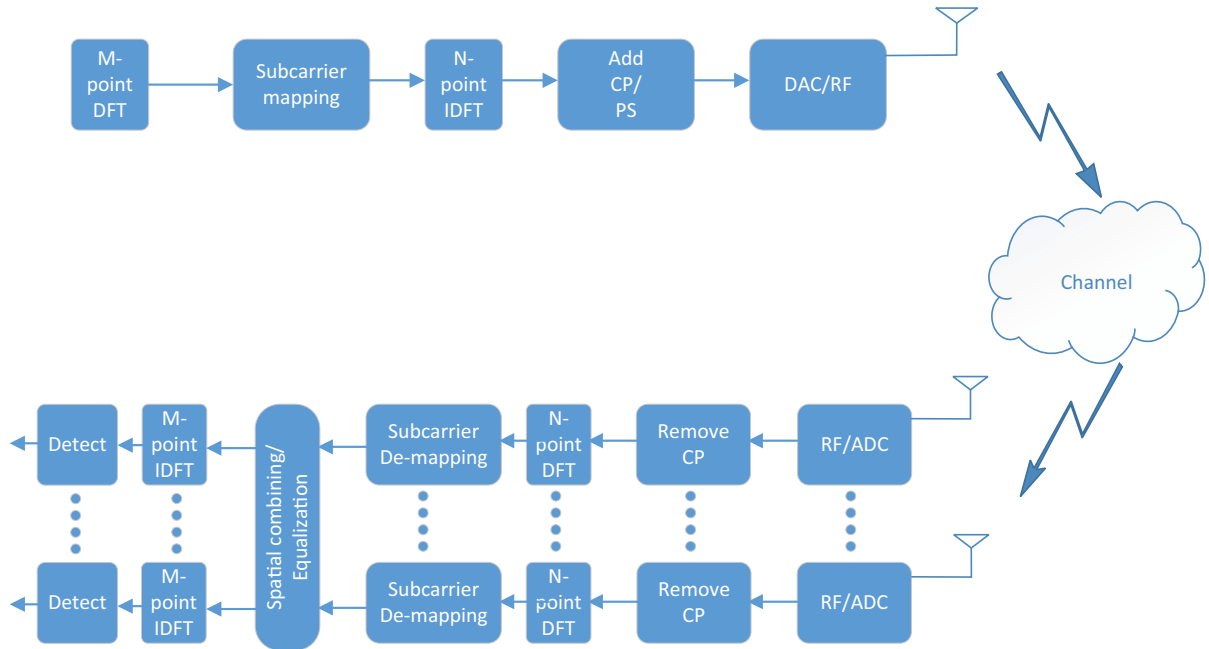 M-
point
DFT
Subcarrier
mapping
N-
point
IDFT
Add
CP/
PS
DAC/RF
Channel
Detect
M-
point
IDFT
Spatial combining/
Equalization
Subcarrier
De-mapping
N-
point
DFT
Remove
CP
RF/ADC
Detect
M-
point
IDFT
Subcarrier
De-mapping
N-
point
DFT
Remove
CP
RF/ADC